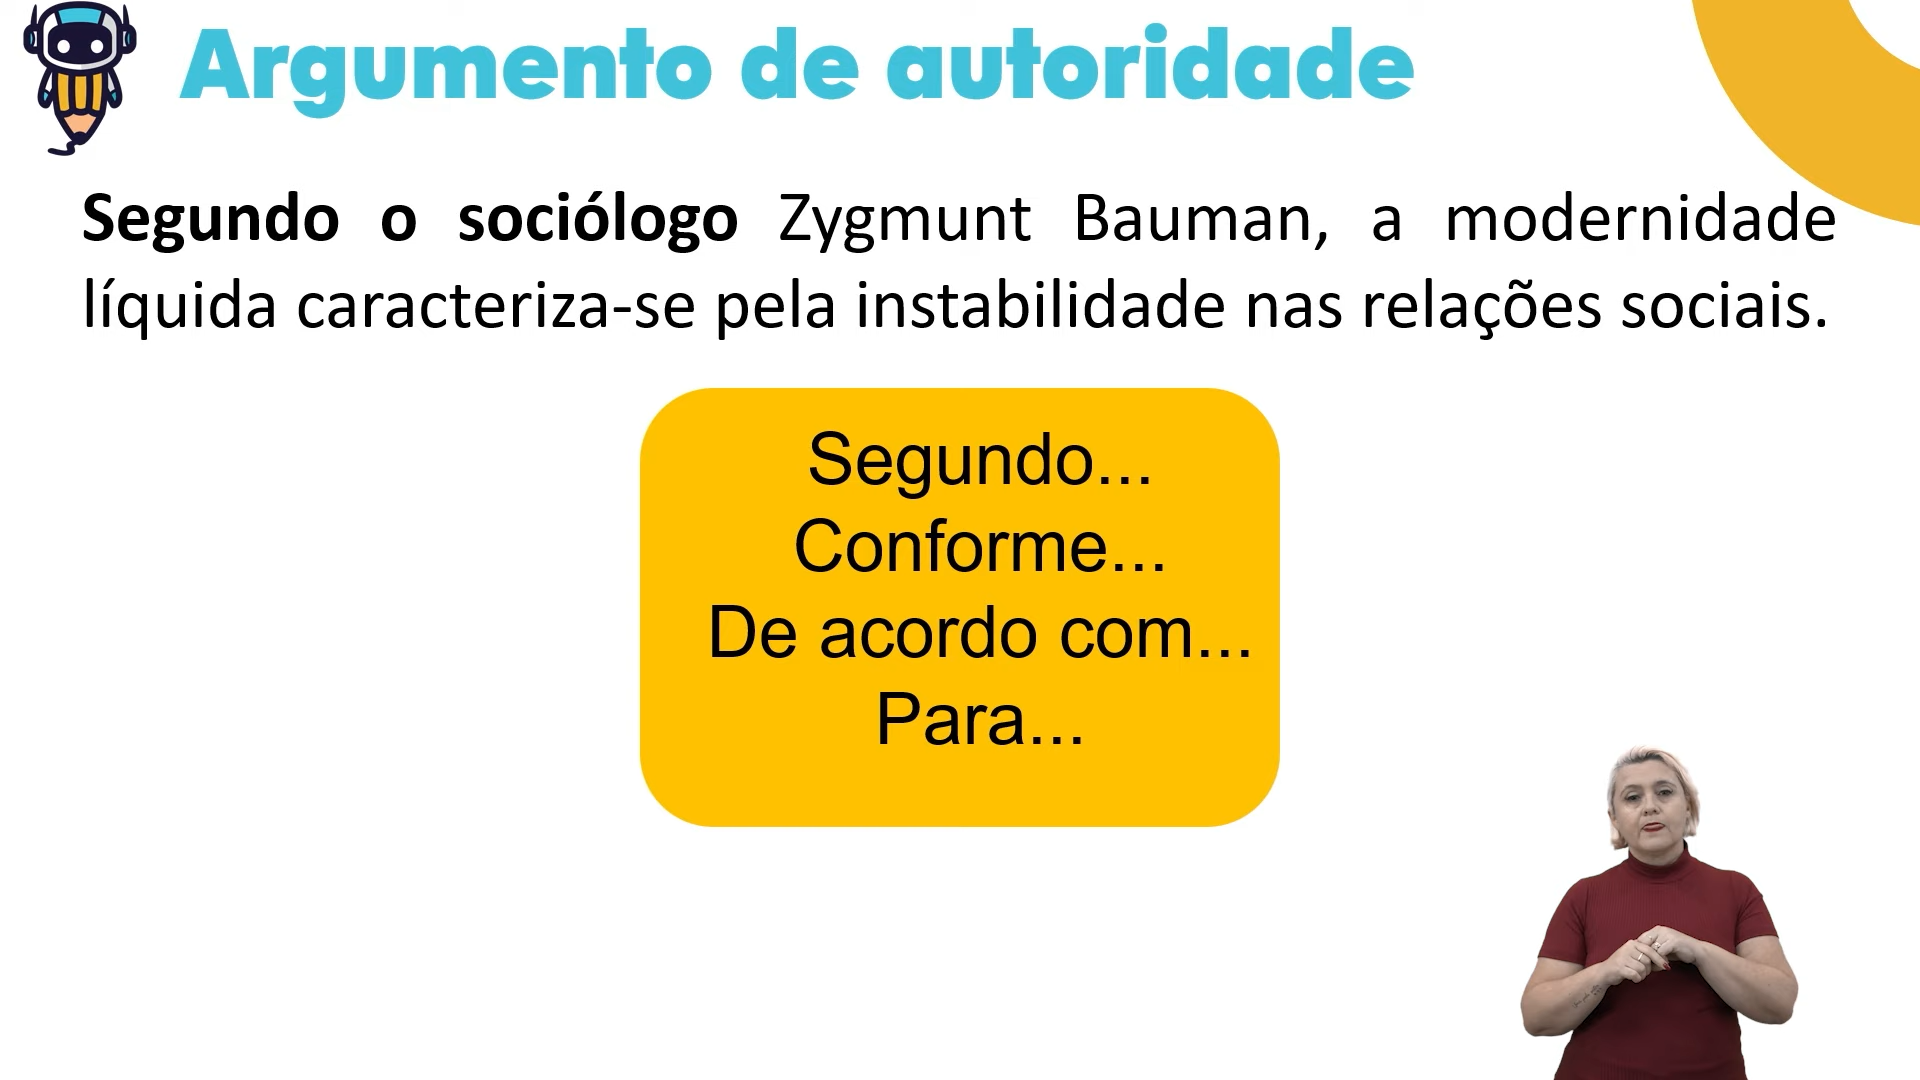 Argumento de autoridade
Segundo o sociólogo Zygmunt Bauman, a modernidade
líquida caracteriza-se pela instabilidade nas relações sociais.
Segundo...
Conforme...
De acordo com...
Para...